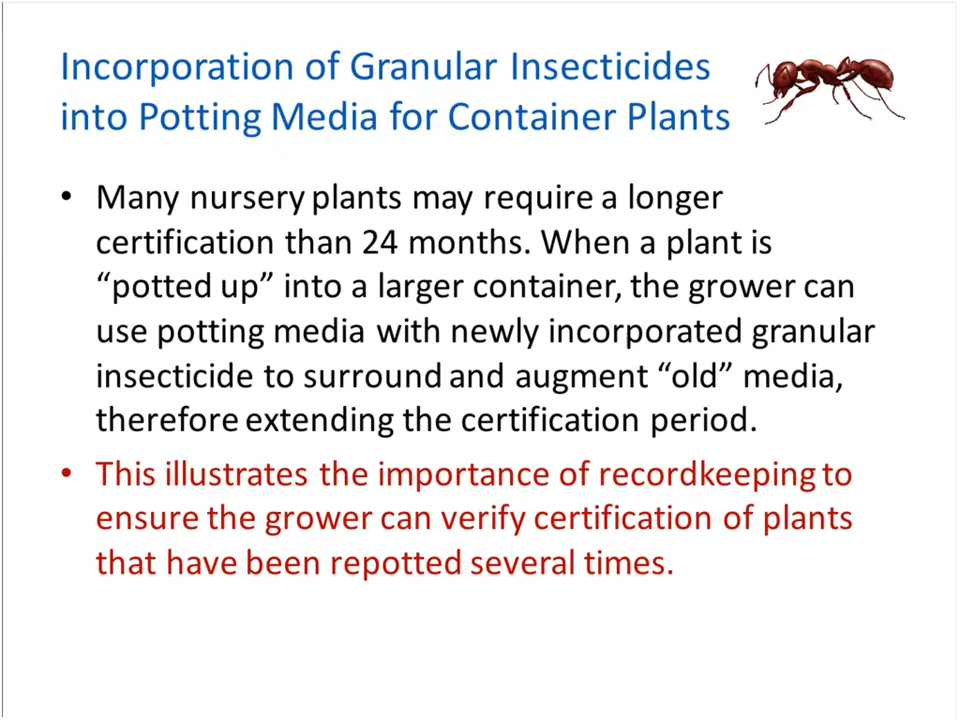 Incorporation of Granular Insecticides
into Potting Media for Container Plants
• Many nursery plants may require a longer
certification than 24 months. When a plant is
“potted up” into a larger container, the grower can
use potting media with newly incorporated granular
insecticide to surround and augment “old” media,
therefore extending the certification period.
• This illustrates the importance of recordkeeping to
ensure the grower can verify certification of plants
that have been repotted several times.